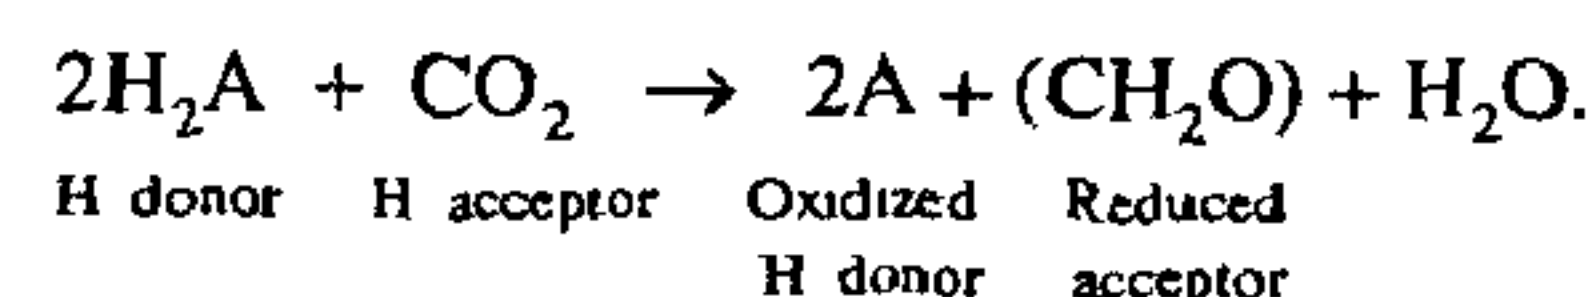 2H₂A + CO₂ → 2A + (CH₂O) + H₂O.
H donor H acceptor Oxidized Reduced
H donor acceptor